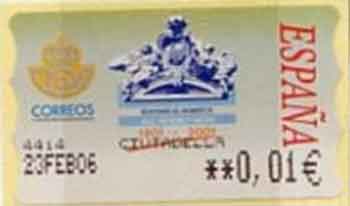 CORREOS
ESPAÑA
4414
CIUTADELLA
23FEB06
**0,01€